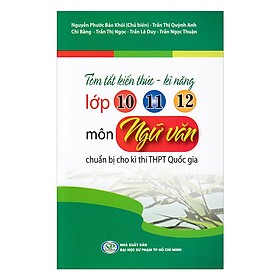 Nguyễn Phước Bảo Khôi (Chủ biên) - Trần Thị Quỳnh Anh
Chi Bằng - Trần Thị Ngọc - Trần Lê Duy - Trần Ngọc Thuận
Tóm tắt kiến thức - kĩ năng
lớp 10 11 12
môn Ngữ văn
chuẩn bị cho kì thi THPT Quốc gia
NHÀ XUẤT BẢN
ĐẠI HỌC SƯ PHẠM TP HỒ CHÍ MINH